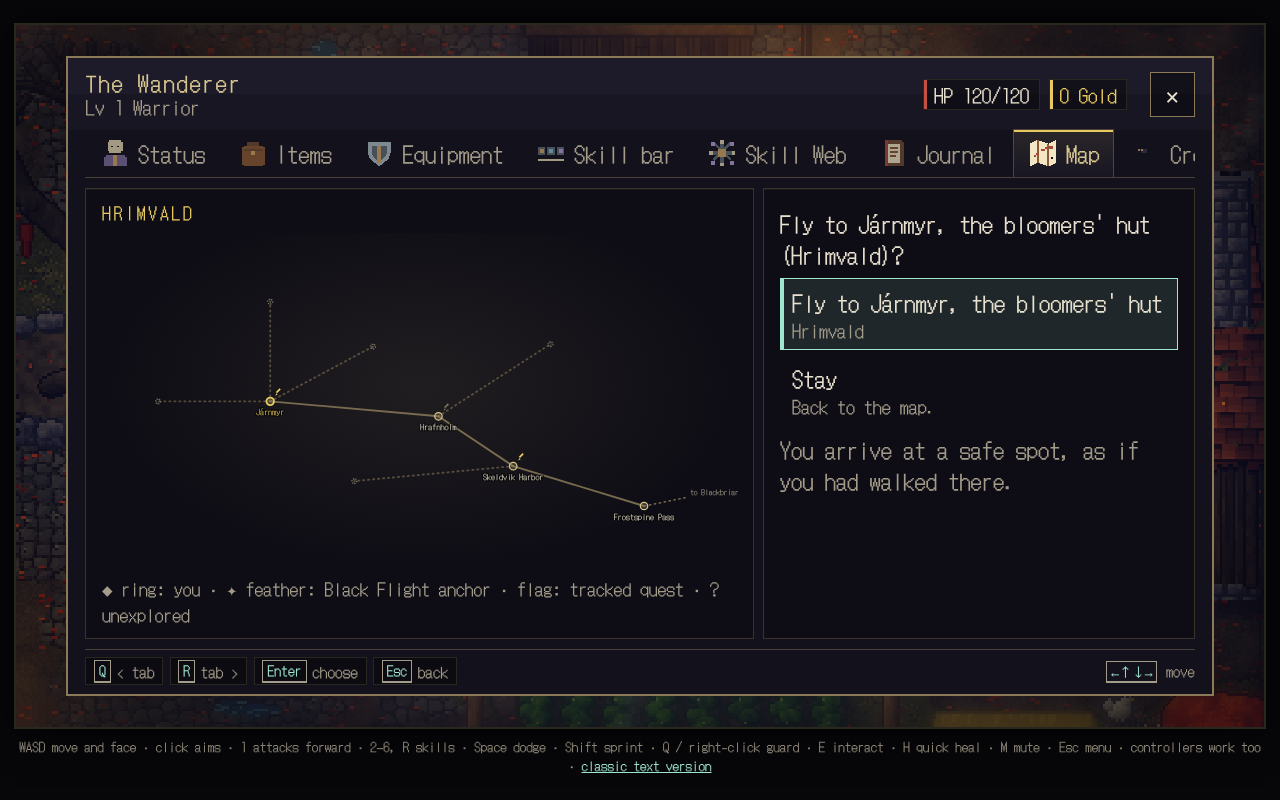 The Wanderer
Lv 1 Warrior
HP 120/120
0 Gold
×
Status
Items
Equipment
Skill bar
Skill Web
Journal
Map
HRIMVALD
Járnmyr
Hrafnholm
Skeldvik Harbor
to Blackbriar
Frostspine Pass
◆ ring: you · ✦ feather: Black Flight anchor · flag: tracked quest · ?
unexplored
Fly to Járnmyr, the bloomers' hut
(Hrimvald)?
Fly to Járnmyr, the bloomers' hut
Hrimvald
Stay
Back to the map.
You arrive at a safe spot, as if
you had walked there.
Q < tab
R tab >
Enter choose
Esc back
←↑↓→ move
WASD move and face · click aims · 1 attacks forward · 2–6, R skills · Space dodge · Shift sprint · Q / right-click guard · E interact · H quick heal · M mute · Esc menu · controllers work too
· classic text version